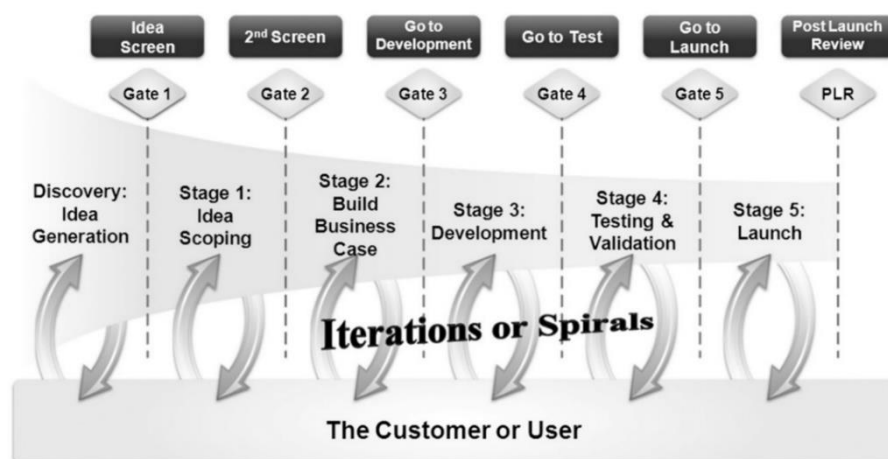 Idea
Screen
2nd Screen
Go to
Development
Go to Test
Go to
Launch
Post Launch
Review
Gate 1
Gate 2
Gate 3
Gate 4
Gate 5
PLR
Discovery:
Idea
Generation
Stage 1:
Idea
Scoping
Stage 2:
Build
Business
Case
Stage 3:
Development
Stage 4:
Testing &
Validation
Stage 5:
Launch
Iterations or Spirals
The Customer or User